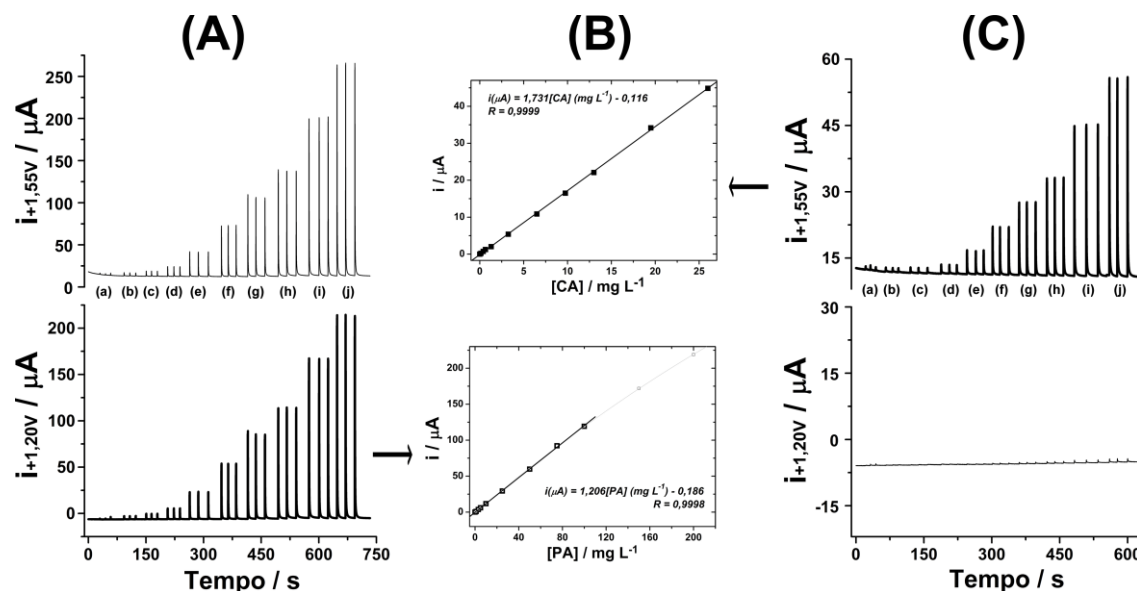 (A)
(B)
(C)
i+1,55V / µA
250
200
150
100
50
0
(a) (b) (c) (d) (e) (f) (g) (h) (i) (j)
i+1,20V / µA
200
150
100
50
0
0 150 300 450 600 750
Tempo / s
i(µA) = 1,731[CA] (mg L-1) - 0,116
R = 0,9999
i / µA
40
30
20
10
0
0 5 10 15 20 25
[CA] / mg L-1
i / µA
200
150
100
50
0
i(µA) = 1,206[PA] (mg L-1) - 0,186
R = 0,9998
0 40 80 120 160 200
[PA] / mg L-1
i+1,55V / µA
60
45
30
15
(a) (b) (c) (d) (e) (f) (g) (h) (i) (j)
i+1,20V / µA
30
15
0
-15
0 150 300 450 600
Tempo / s